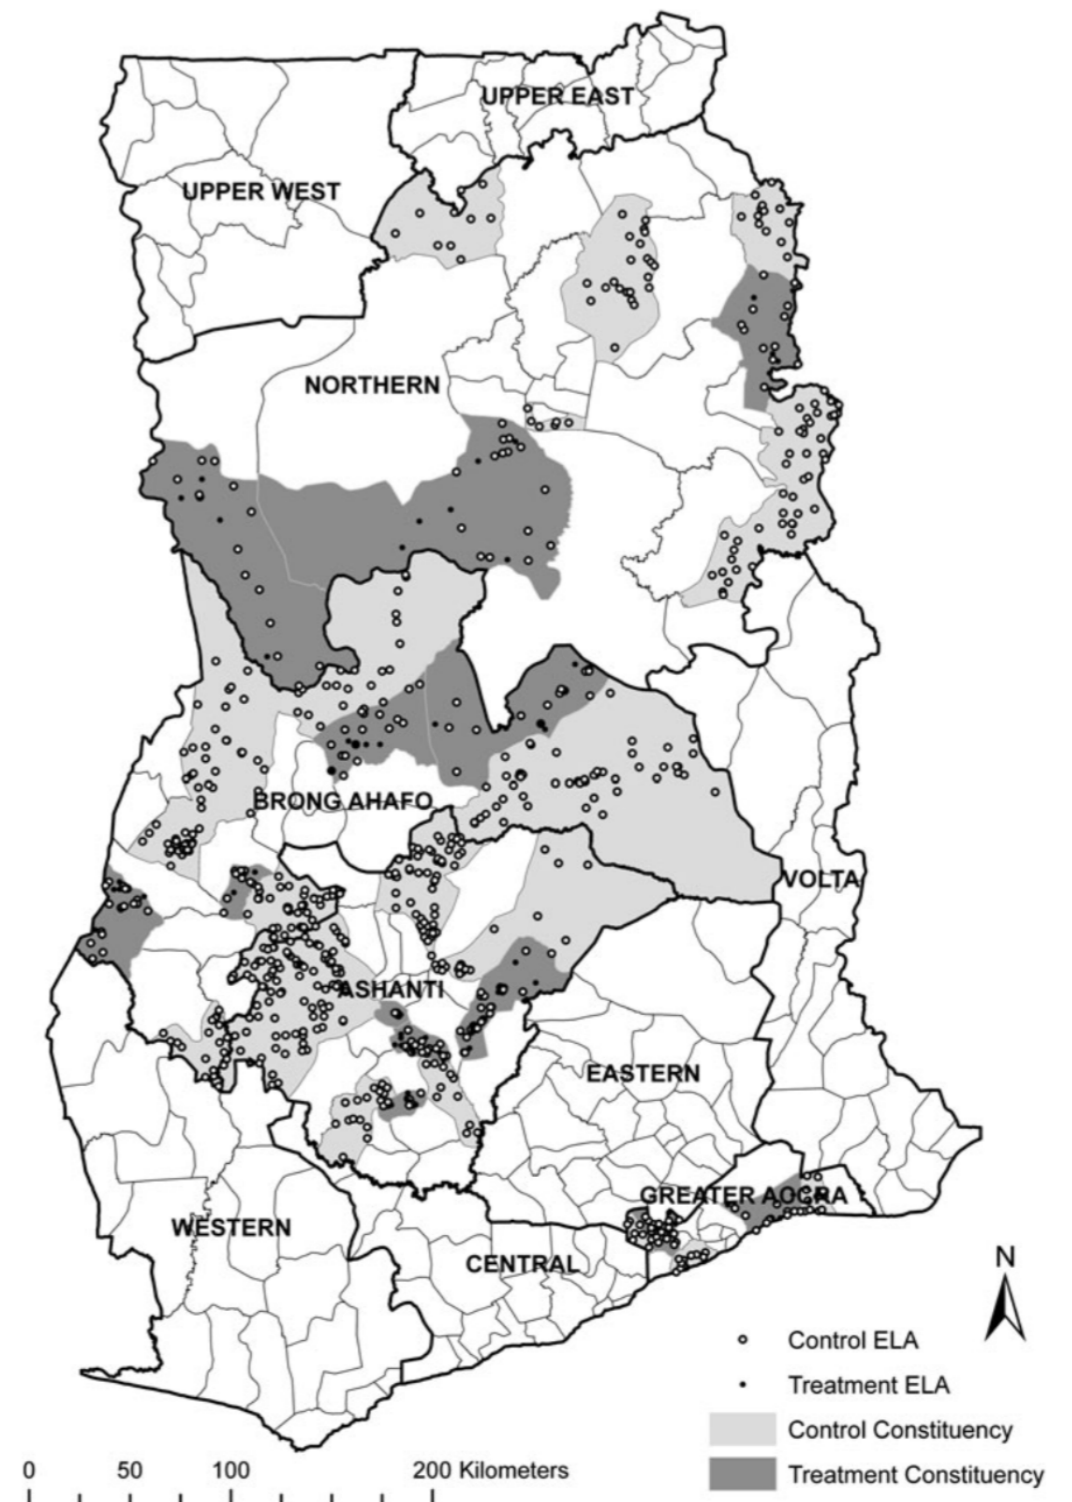 UPPER EAST
UPPER WEST
NORTHERN
BRONG AHAFO
VOLTA
ASHANTI
EASTERN
GREATER ACCRA
WESTERN
CENTRAL
N
Control ELA
Treatment ELA
Control Constituency
Treatment Constituency
0 50 100 200 Kilometers